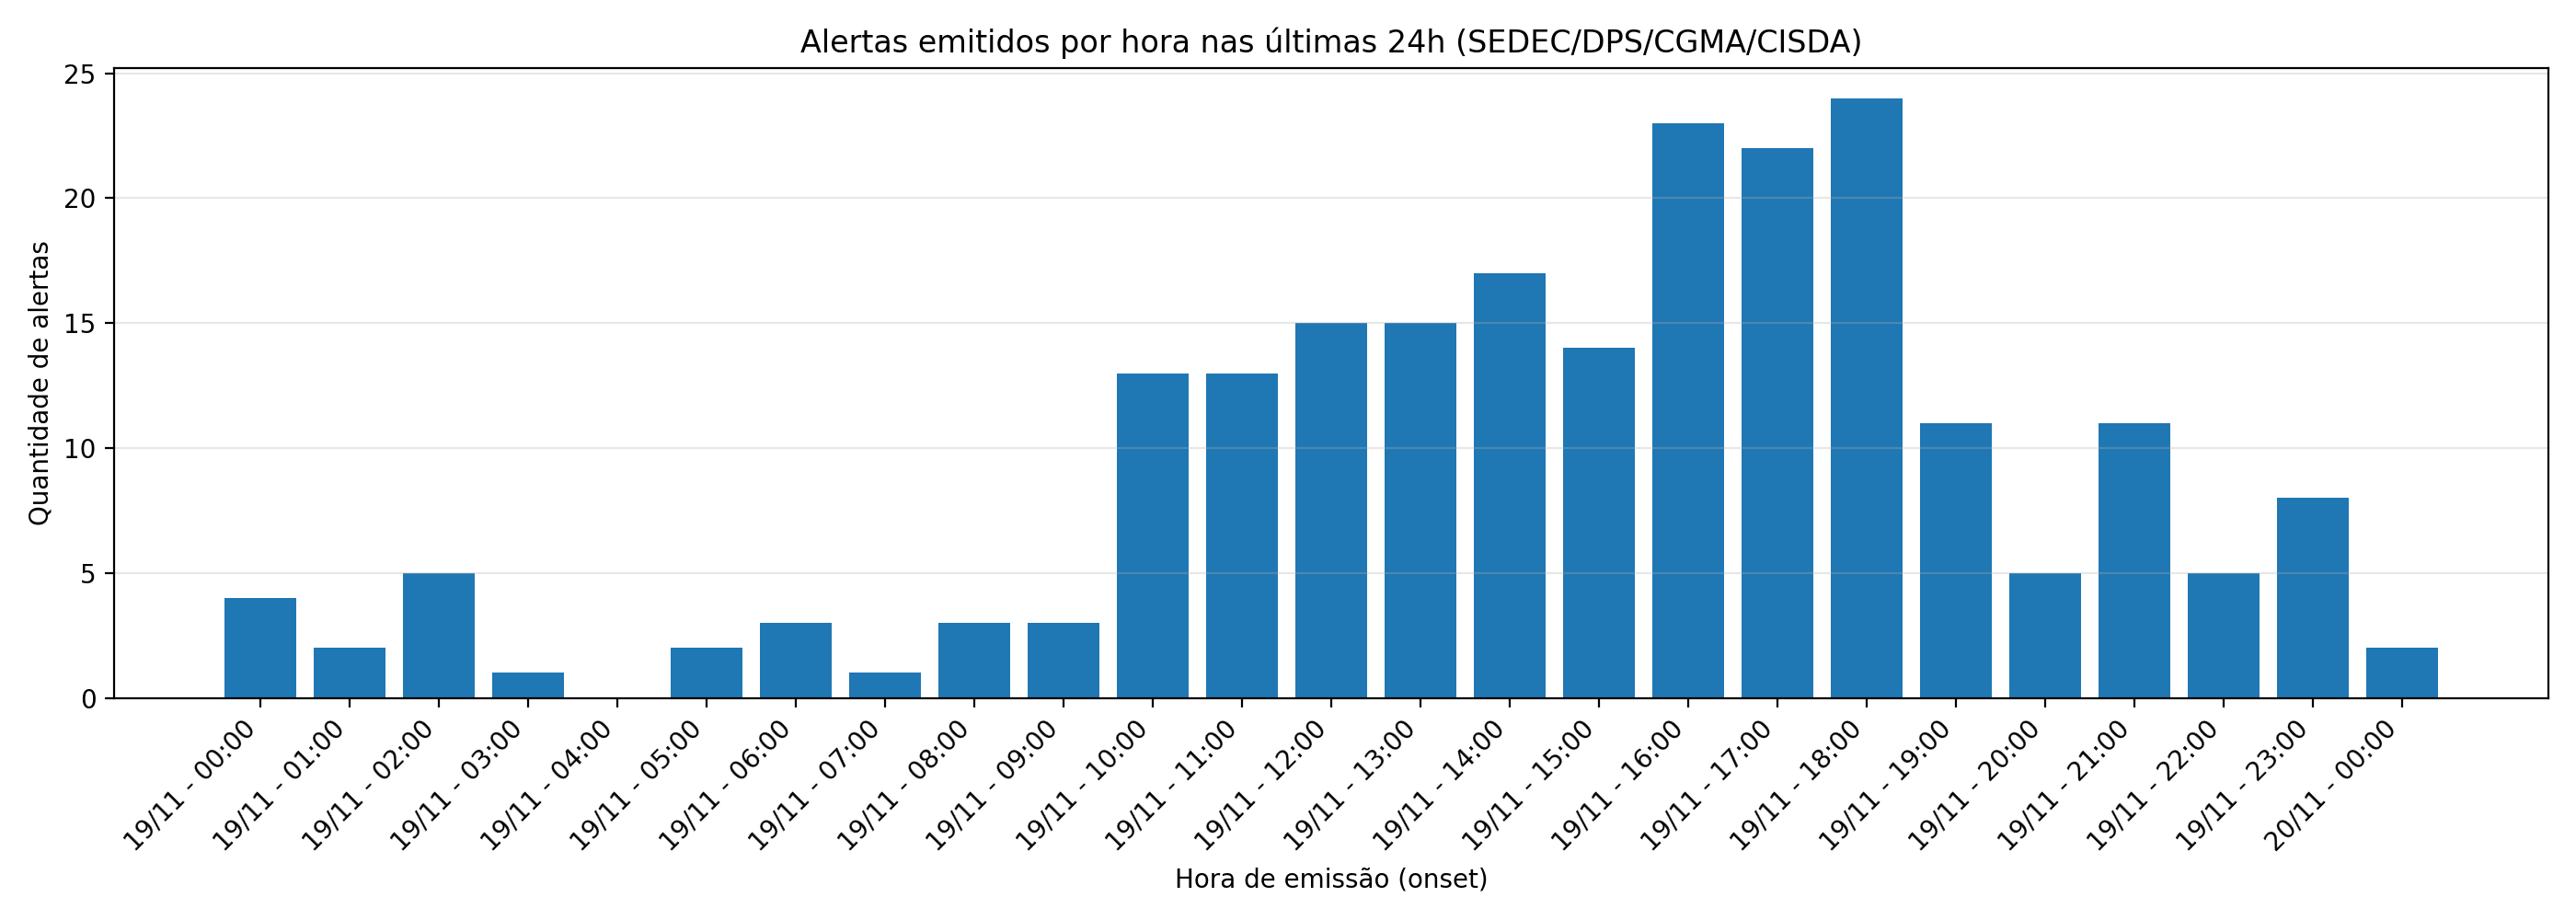 Alertas emitidos por hora nas últimas 24h (SEDEC/DPS/CGMA/CISDA)
Quantidade de alertas
25
20
15
10
5
0
19/11 - 00:00
19/11 - 01:00
19/11 - 02:00
19/11 - 03:00
19/11 - 04:00
19/11 - 05:00
19/11 - 06:00
19/11 - 07:00
19/11 - 08:00
19/11 - 09:00
19/11 - 10:00
19/11 - 11:00
19/11 - 12:00
19/11 - 13:00
19/11 - 14:00
19/11 - 15:00
19/11 - 16:00
19/11 - 17:00
19/11 - 18:00
19/11 - 19:00
19/11 - 20:00
19/11 - 21:00
19/11 - 22:00
19/11 - 23:00
20/11 - 00:00
Hora de emissão (onset)